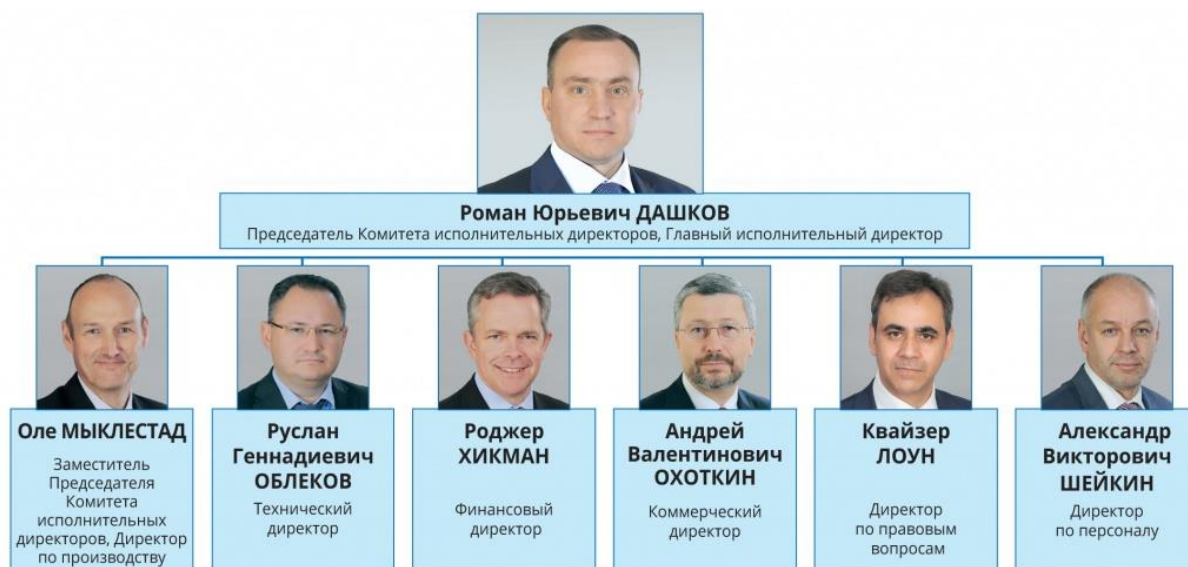 Роман Юрьевич ДАШКОВ
Председатель Комитета исполнительных директоров, Главный исполнительный директор
Оле МЫКЛЕСТАД
Заместитель
Председателя
Комитета
исполнительных
директоров, Директор
по производству
Руслан
Геннадиевич
ОБЛЕКОВ
Технический
директор
Роджер
ХИКМАН
Финансовый
директор
Андрей
Валентинович
ОХОТКИН
Коммерческий
директор
Квайзер
ЛОУН
Директор
по правовым
вопросам
Александр
Викторович
ШЕЙКИН
Директор
по персоналу